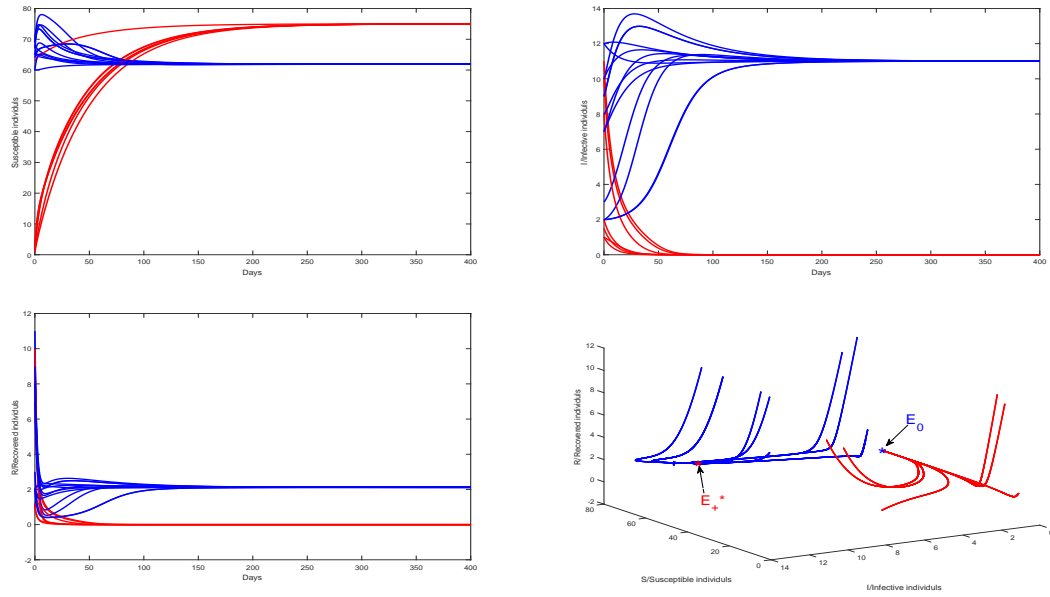 80
70
60
50
40
30
20
10
0
Susceptible individuls
0 50 100 150 200 250 300 350 400
Days
14
12
10
8
6
4
2
0
I/Infective individuals
0 50 100 150 200 250 300 350 400
Days
12
10
8
6
4
2
0
-2
R/Recovered individuls
0 50 100 150 200 250 300 350 400
Days
12
10
8
6
4
2
0
-2
R/Recovered individuls
E0
E+*
80
60
40
20
0
S/Susceptible individuls
14 12 10 8 6 4 2 0
I/Infective individuls